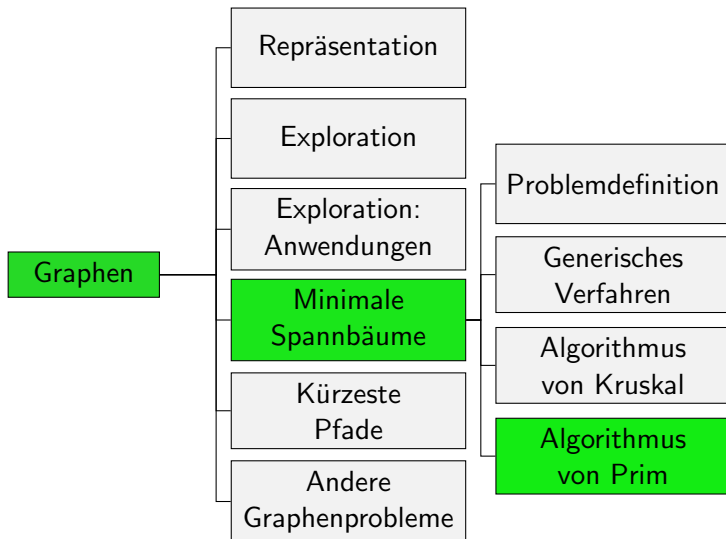 Graphen
Repräsentation
Exploration
Exploration:
Anwendungen
Minimale
Spannbäume
Kürzeste
Pfade
Andere
Graphenprobleme
Problemdefinition
Generisches
Verfahren
Algorithmus
von Kruskal
Algorithmus
von Prim